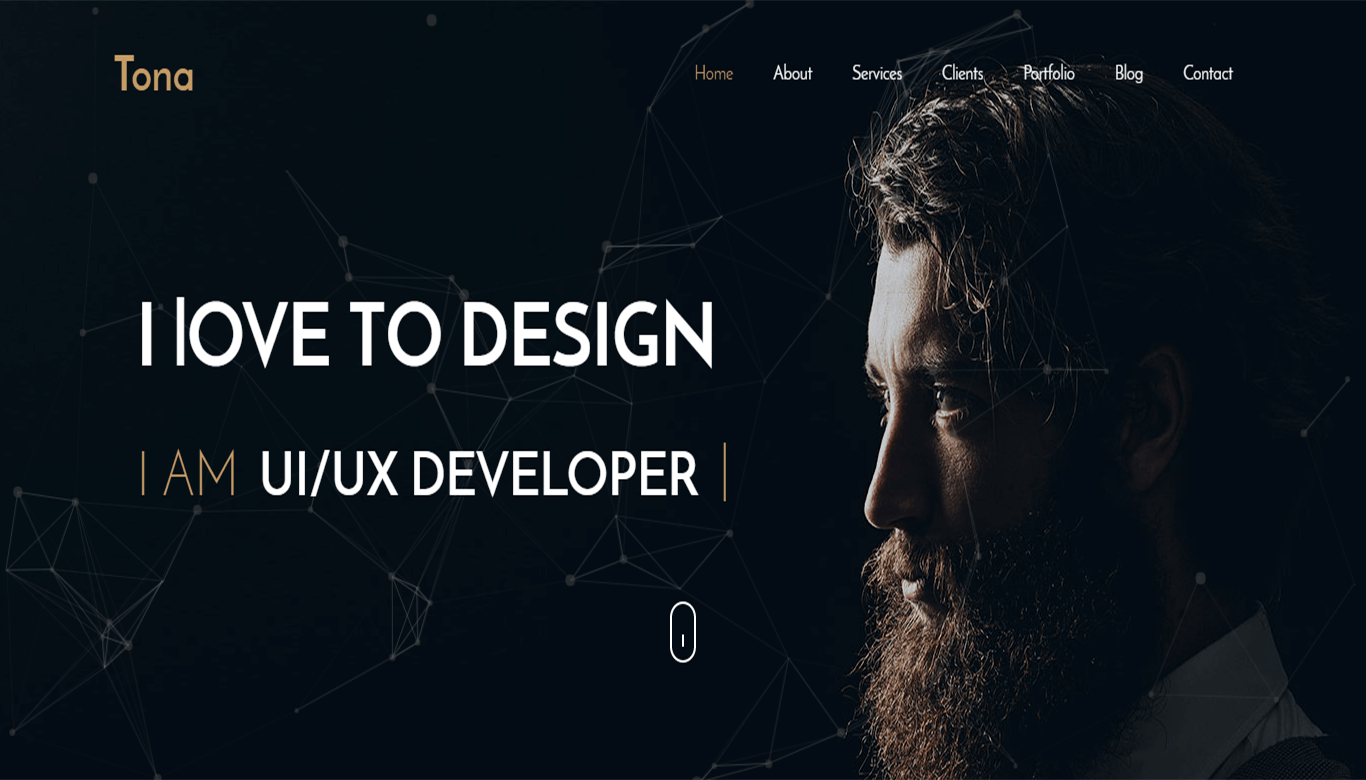 Tona
Home About Services Clients Portfolio Blog Contact
I lOVE TO DESIGN
I AM UI/UX DEVELOPER